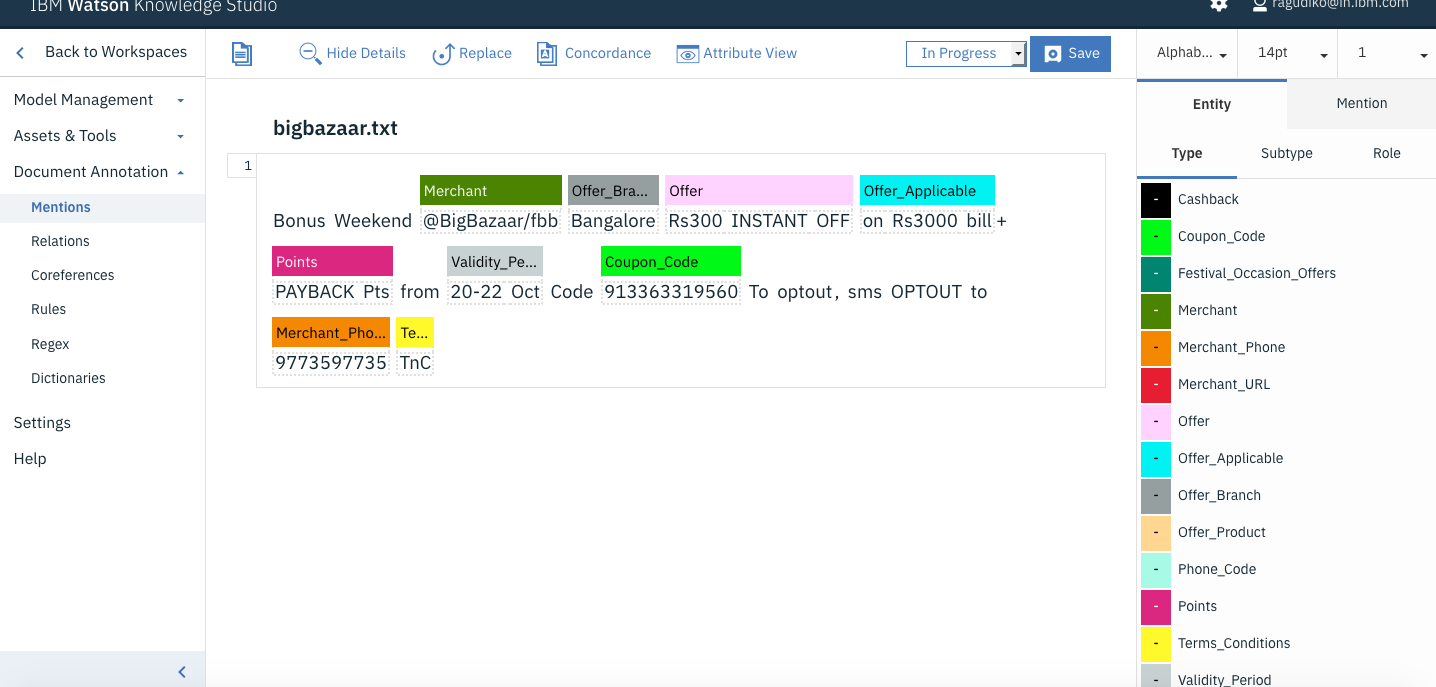 IBM Watson Knowledge Studio
ragudiko@in.ibm.com
Back to Workspaces
Hide Details
Replace
Concordance
Attribute View
In Progress
Save
Alphab...
14pt
1
Model Management
Assets & Tools
Document Annotation
Mentions
Relations
Coreferences
Rules
Regex
Dictionaries
Settings
Help
bigbazaar.txt
1
Merchant Offer_Bra... Offer Offer_Applicable
Bonus Weekend @BigBazaar/fbb Bangalore Rs300 INSTANT OFF on Rs3000 bill +
Points Validity_Pe... Coupon_Code
PAYBACK Pts from 20-22 Oct Code 913363319560 To optout, sms OPTOUT to
Merchant_Pho... Te...
9773597735 TnC
Entity Mention
Type Subtype Role
- Cashback
- Coupon_Code
- Festival_Occasion_Offers
- Merchant
- Merchant_Phone
- Merchant_URL
- Offer
- Offer_Applicable
- Offer_Branch
- Offer_Product
- Phone_Code
- Points
- Terms_Conditions
- Validity_Period